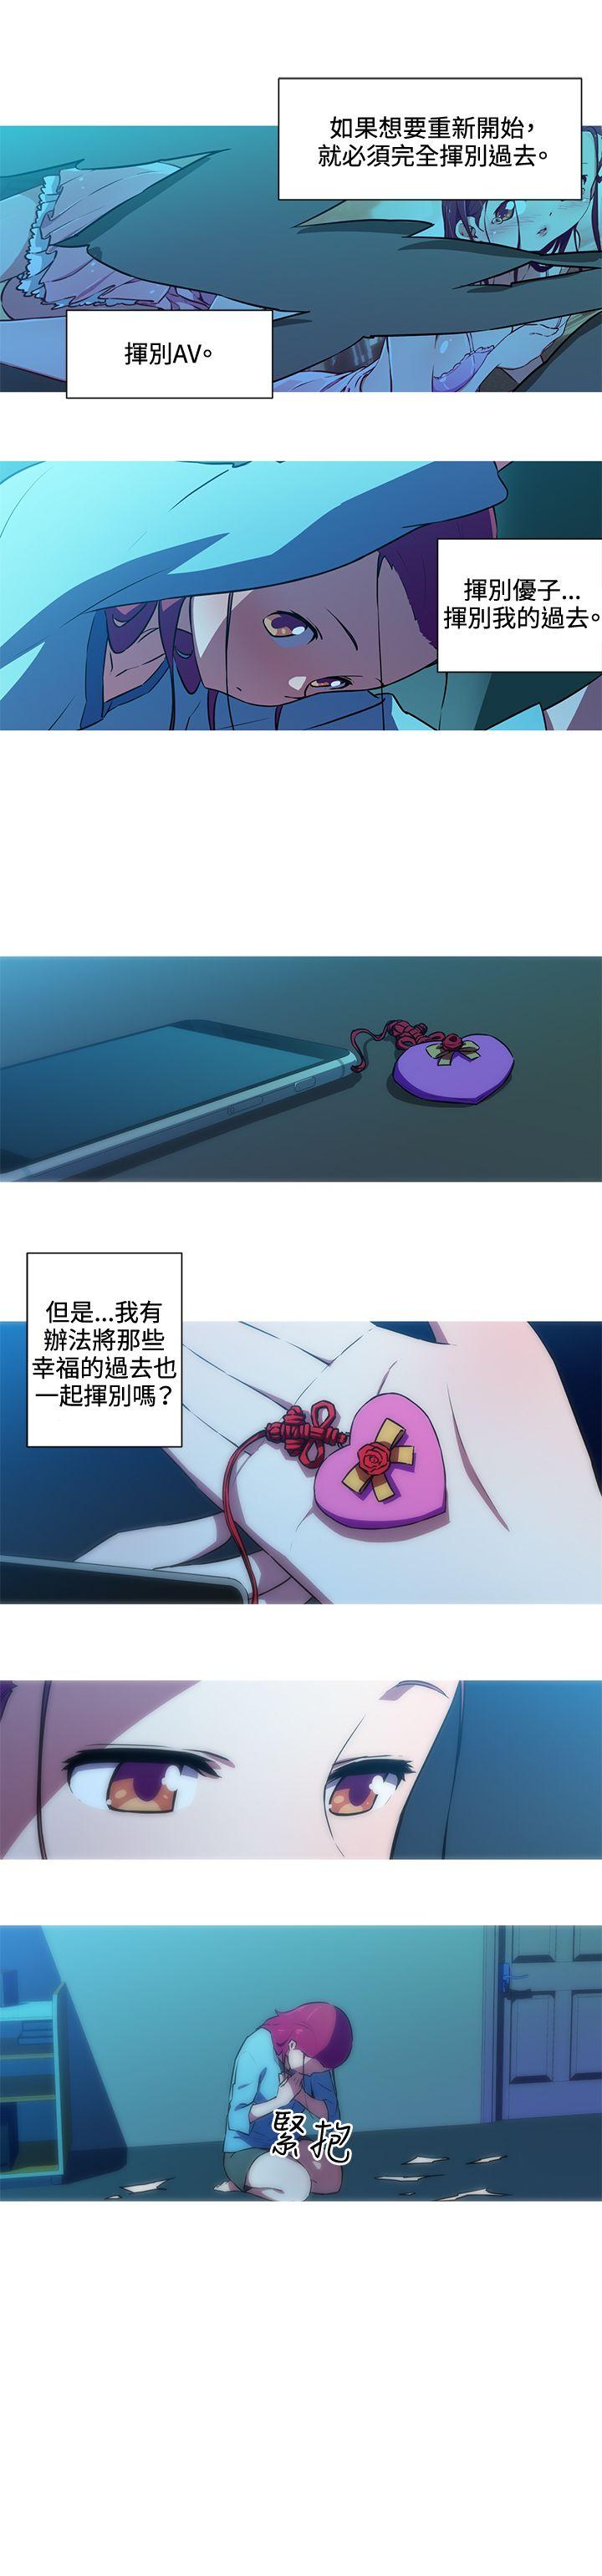 如果想要重新開始，
就必須完全揮別過去。
揮別AV。
揮別優子…
揮別我的過去。
但是…我有
辦法將那些
幸福的過去也
一起揮別嗎？
緊抱